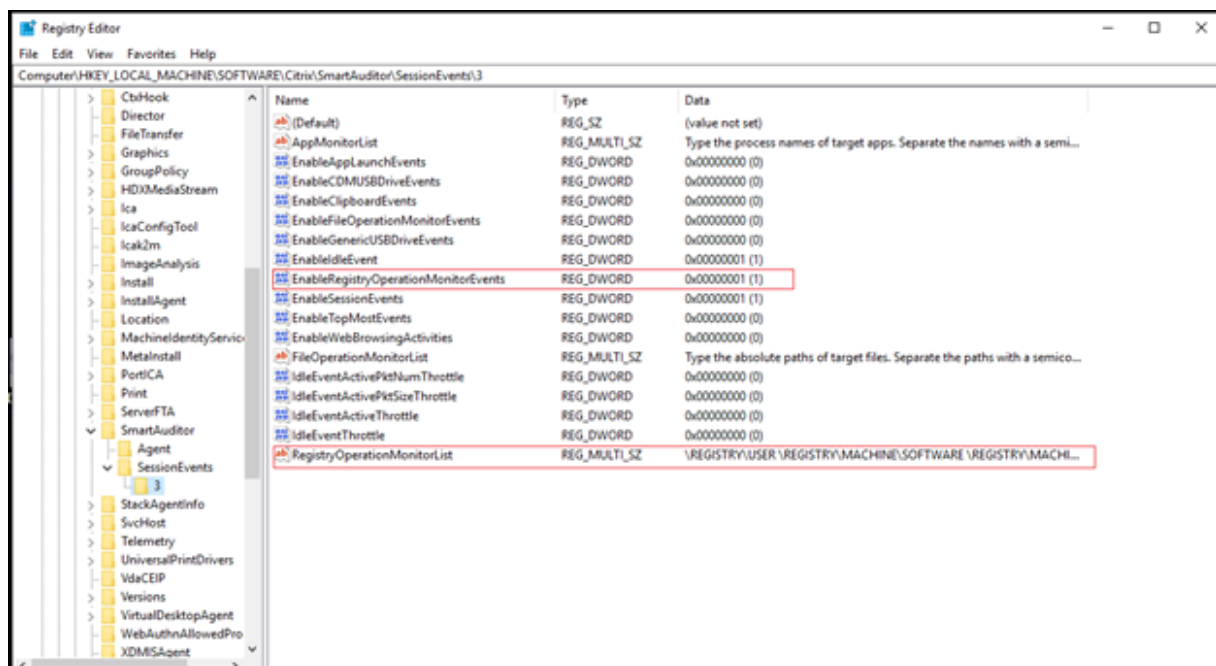 Registry Editor
File Edit View Favorites Help
Computer\HKEY_LOCAL_MACHINE\SOFTWARE\Citrix\SmartAuditor\SessionEvents\3
CtxHook
Director
FileTransfer
Graphics
GroupPolicy
HDXMediaStream
Ica
IcaConfigTool
Icak2m
ImageAnalysis
Install
InstallAgent
Location
MachineIdentityServic
MetaInstall
PortICA
Print
ServerFTA
SmartAuditor
Agent
SessionEvents
3
StackAgentInfo
SvcHost
Telemetry
UniversalPrintDrivers
VdaCEIP
Versions
VirtualDesktopAgent
WebAuthnAllowedPro
XDMISAgent
Name Type Data
(Default) REG_SZ (value not set)
AppMonitorList REG_MULTI_SZ Type the process names of target apps. Separate the names with a semi...
EnableAppLaunchEvents REG_DWORD 0x00000000 (0)
EnableCDMUSBDriveEvents REG_DWORD 0x00000000 (0)
EnableClipboardEvents REG_DWORD 0x00000000 (0)
EnableFileOperationMonitorEvents REG_DWORD 0x00000000 (0)
EnableGenericUSBDriveEvents REG_DWORD 0x00000000 (0)
EnableIdleEvent REG_DWORD 0x00000001 (1)
EnableRegistryOperationMonitorEvents REG_DWORD 0x00000001 (1)
EnableSessionEvents REG_DWORD 0x00000001 (1)
EnableTopMostEvents REG_DWORD 0x00000000 (0)
EnableWebBrowsingActivities REG_DWORD 0x00000000 (0)
FileOperationMonitorList REG_MULTI_SZ Type the absolute paths of target files. Separate the paths with a semico...
IdleEventActivePktNumThrottle REG_DWORD 0x00000000 (0)
IdleEventActivePktSizeThrottle REG_DWORD 0x00000000 (0)
IdleEventActiveThrottle REG_DWORD 0x00000000 (0)
IdleEventThrottle REG_DWORD 0x00000000 (0)
RegistryOperationMonitorList REG_MULTI_SZ \REGISTRY\USER \REGISTRY\MACHINE\SOFTWARE \REGISTRY\MACHI...